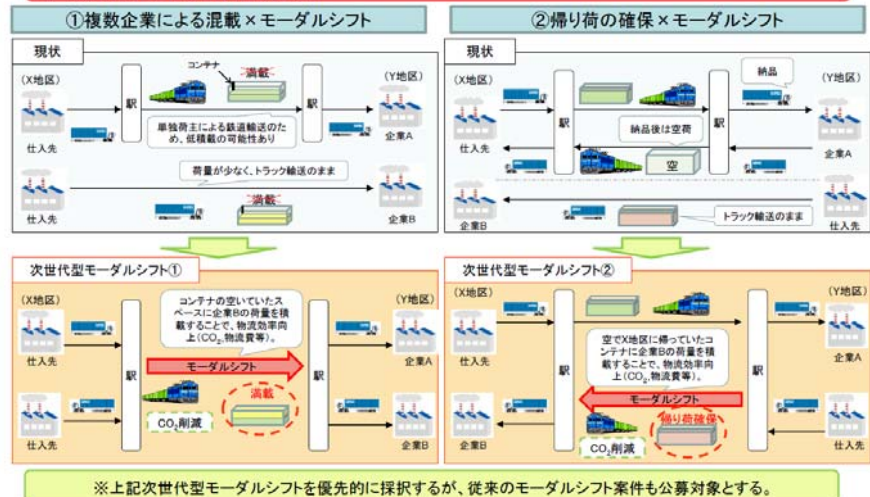 ①複数企業による混載×モーダルシフト
現状
(X地区)
コンテナ
満載
(Y地区)
駅
駅
仕入先
企業A
単独荷主による鉄道輸送のた
め、低積載の可能性あり
荷量が少なく、トラック輸送のまま
満載
仕入先
企業B
次世代型モーダルシフト①
(X地区)
コンテナの空いていたス
ペースに企業Bの荷量を積
載することで、物流効率向
上(CO2,物流費等)。
(Y地区)
仕入先
駅
モーダルシフト
駅
企業A
満載
CO2削減
仕入先
企業B
②帰り荷の確保×モーダルシフト
現状
(X地区)
納品
(Y地区)
駅
駅
仕入先
納品後は空荷
空
企業A
企業B
トラック輸送のまま
仕入先
次世代型モーダルシフト②
(X地区)
(Y地区)
仕入先
駅
空でX地区に帰っていたコ
ンテナに企業Bの荷量を積
載することで、物流効率向
上(CO2,物流費等)。
駅
企業A
モーダルシフト
帰り荷確保
CO2削減
企業B
仕入先
※上記次世代型モーダルシフトを優先的に採択するが、従来のモーダルシフト案件も公募対象とする。